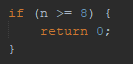 if (n >= 8) {
    return 0;
}